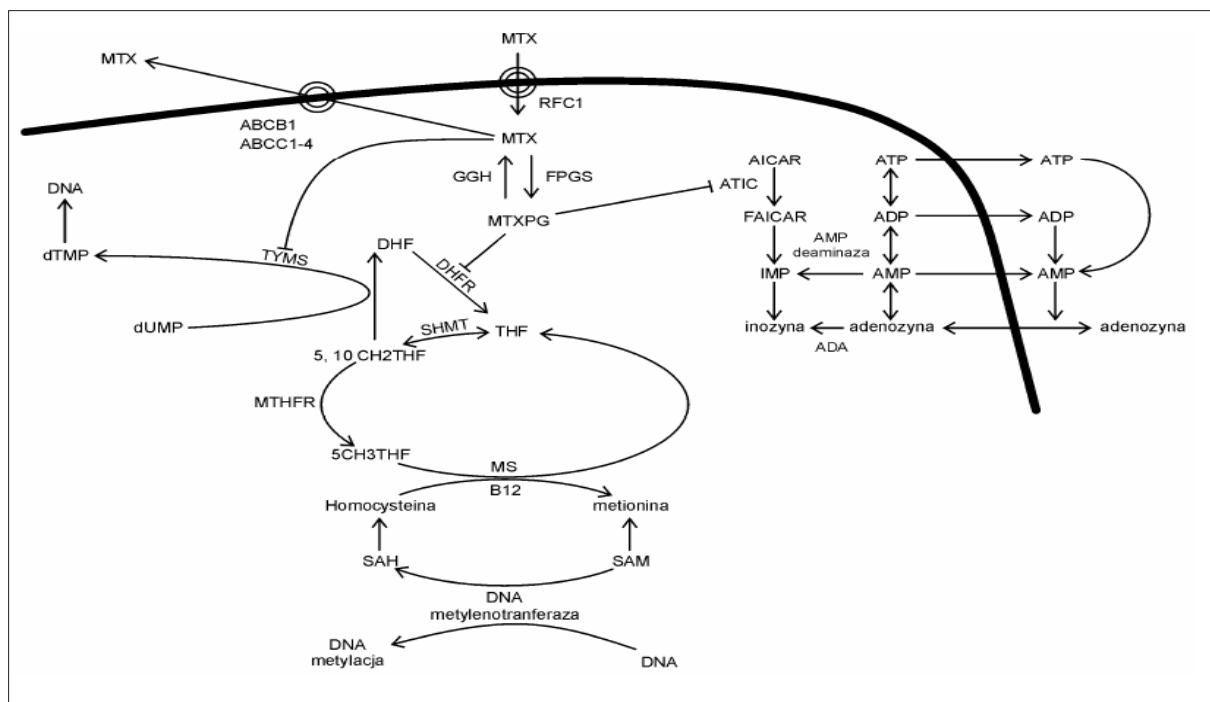 MTX
MTX
RFC1
ABCB1
ABCC1-4
MTX
GGH
FPGS
AICAR
ATP
ATP
ATIC
DNA
MTXPG
FAICAR
ADP
ADP
dTMP
TYMS
DHF
DHFR
AMP
deaminaza
IMP
AMP
AMP
dUMP
SHMT
THF
inozyna
adenozyna
adenozyna
ADA
5, 10 CH2THF
MTHFR
5CH3THF
MS
B12
Homocysteina
metionina
SAH
SAM
DNA
metylenotranferaza
DNA
metylacja
DNA